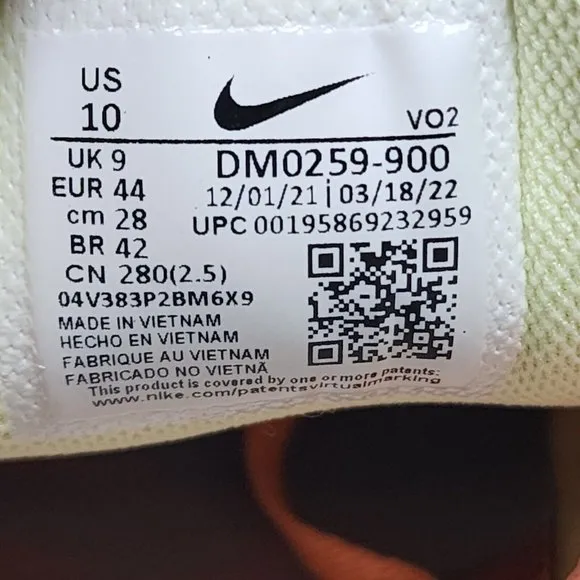 US
10
VO2
UK 9
EUR 44
cm 28
BR 42
CN 280(2.5)
DM0259-900
12/01/21 | 03/18/22
UPC 00195869232959
04V383P2BM6X9
MADE IN VIETNAM
HECHO EN VIETNAM
FABRIQUE AU VIETNAM
FABRICADO NO VIETNÃ
This product is covered by one or more patents:
www.nike.com/patentsvirtualmarking